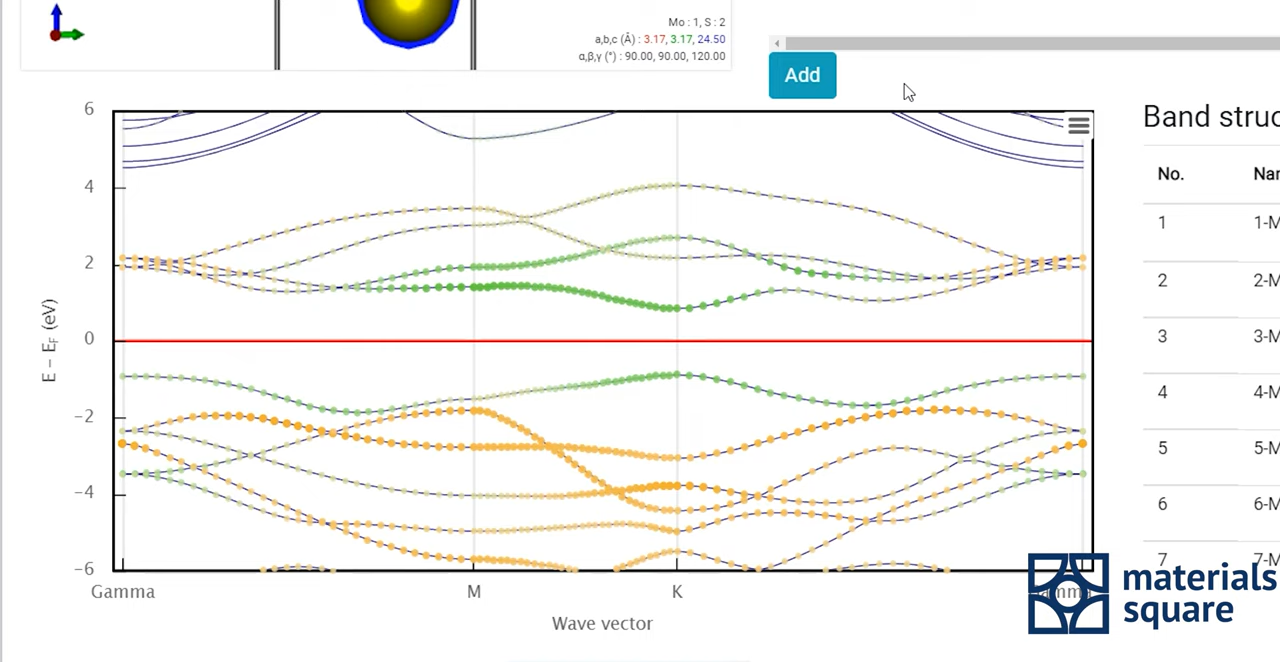 Mo : 1, S : 2
a,b,c (Å) : 3.17, 3.17, 24.50
α,β,γ (°) : 90.00, 90.00, 120.00
Add
Band struc
No.
Nar
1
1-M
2
2-M
3
3-M
4
4-M
5
5-M
6
6-M
7
7-M
E – E_F (eV)
6
4
2
0
−2
−4
−6
Gamma
M
K
Gamma
Wave vector
materials
square